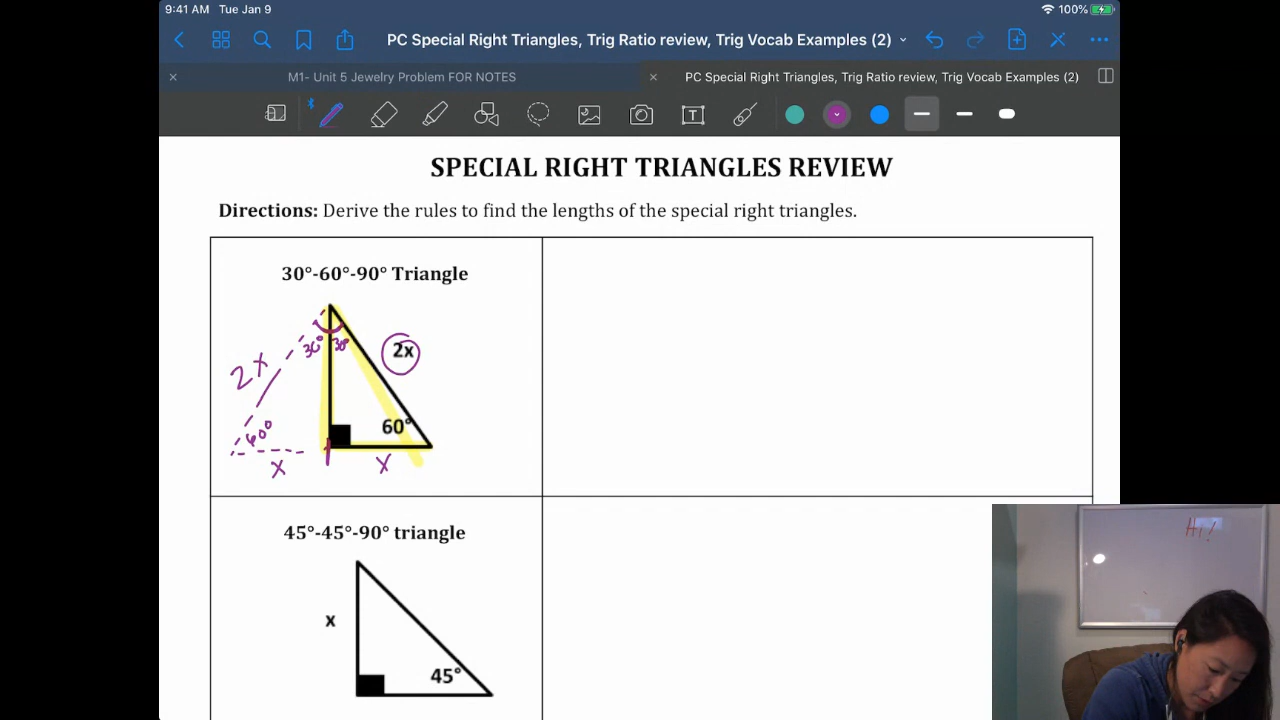 9:41 AM Tue Jan 9
100%
PC Special Right Triangles, Trig Ratio review, Trig Vocab Examples (2)
M1- Unit 5 Jewelry Problem FOR NOTES
PC Special Right Triangles, Trig Ratio review, Trig Vocab Examples (2)
T
SPECIAL RIGHT TRIANGLES REVIEW
Directions: Derive the rules to find the lengths of the special right triangles.
30°-60°-90° Triangle
30° 30°
2x
2x
60°
60°
x
x
45°-45°-90° triangle
x
45°
Hi!